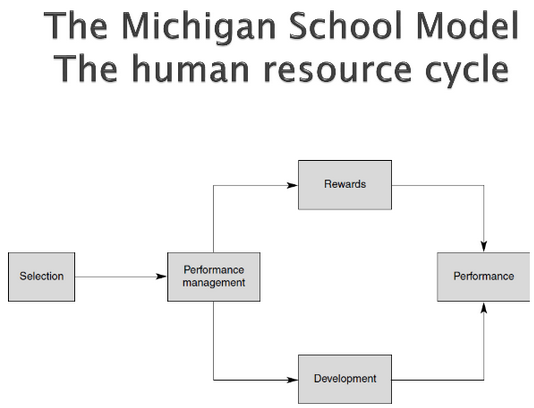 The Michigan School Model
The human resource cycle
Rewards
Selection
Performance
management
Performance
Development